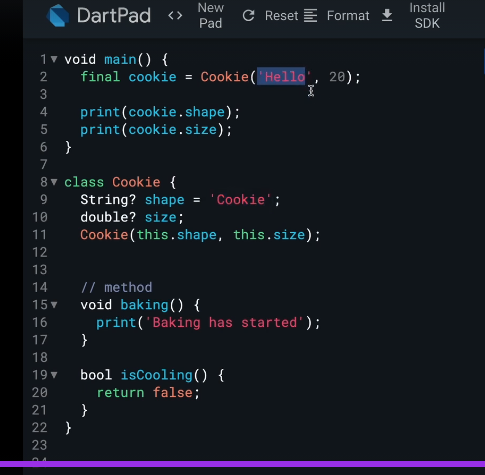 DartPad <> New Pad Reset Format Install SDK
1 void main() {
2 final cookie = Cookie('Hello', 20);
3
4 print(cookie.shape);
5 print(cookie.size);
6 }
7
8 class Cookie {
9 String? shape = 'Cookie';
10 double? size;
11 Cookie(this.shape, this.size);
12
13
14 // method
15 void baking() {
16 print('Baking has started');
17 }
18
19 bool isCooling() {
20 return false;
21 }
22 }
23